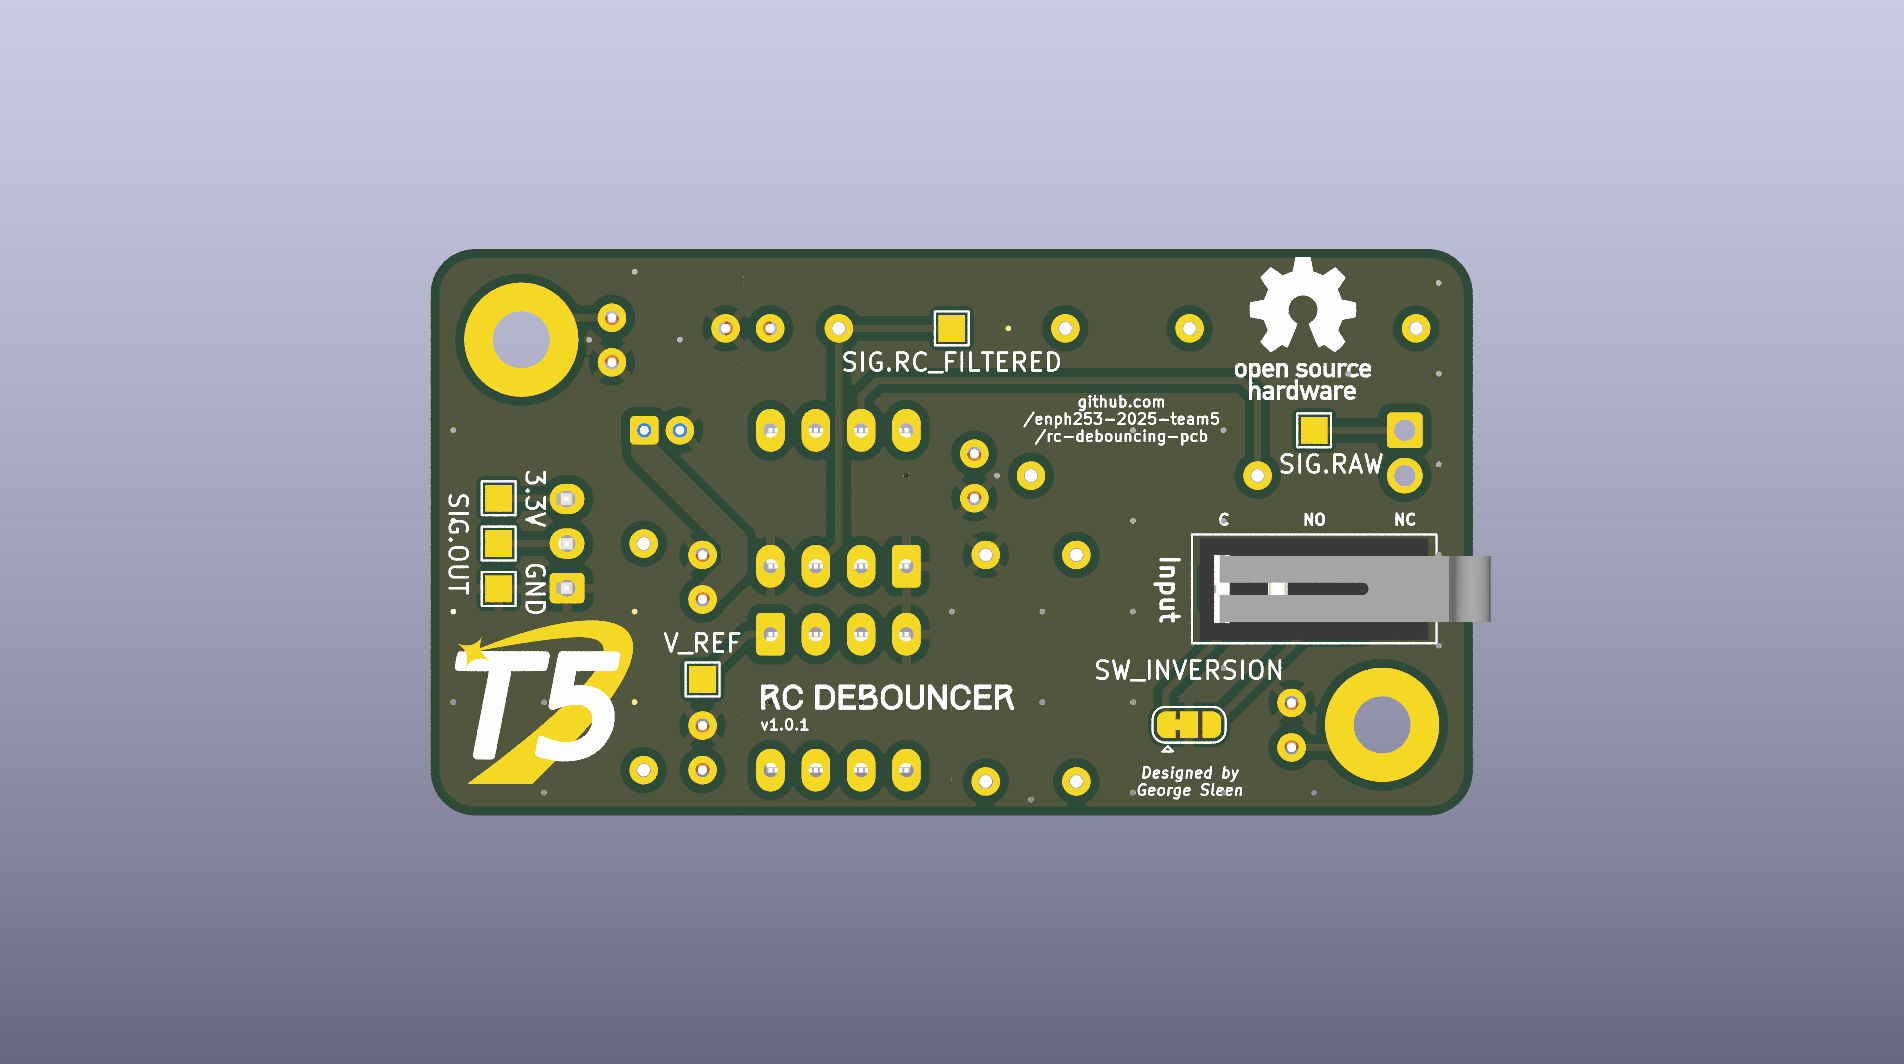 open source
hardware
SIG.RC_FILTERED
github.com
/enph253-2025-team5
/rc-debouncing-pcb
SIG.RAW
3.3V
SIG.OUT
GND
C NO NC
Input
V_REF
T5
SW_INVERSION
RC DEBOUNCER
v1.0.1
Designed by
George Sleen